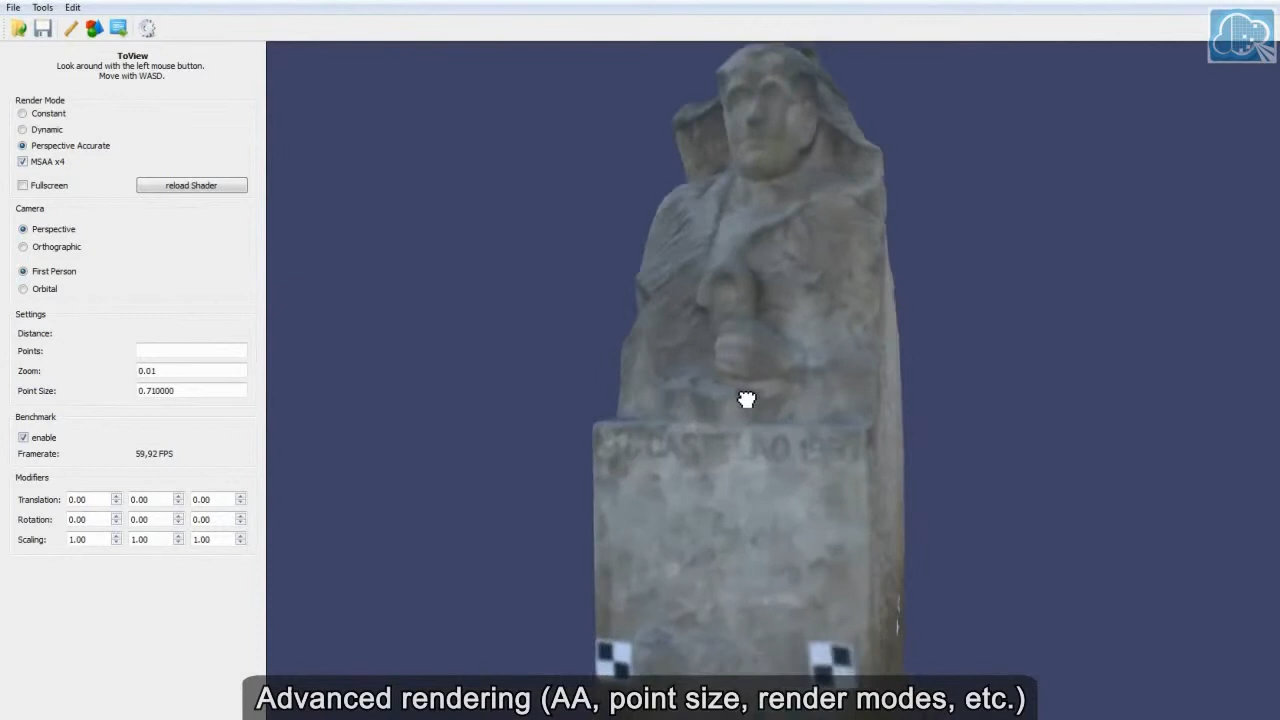 File Tools Edit
ToView
Look around with the left mouse button.
Move with WASD.
Render Mode
Constant
Dynamic
Perspective Accurate
MSAA x4
Fullscreen reload Shader
Camera
Perspective
Orthographic
First Person
Orbital
Settings
Distance:
Points:
Zoom: 0.01
Point Size: 0.710000
Benchmark
enable
Framerate: 59,92 FPS
Modifiers
Translation: 0.00 0.00 0.00
Rotation: 0.00 0.00 0.00
Scaling: 1.00 1.00 1.00
Advanced rendering (AA, point size, render modes, etc.)